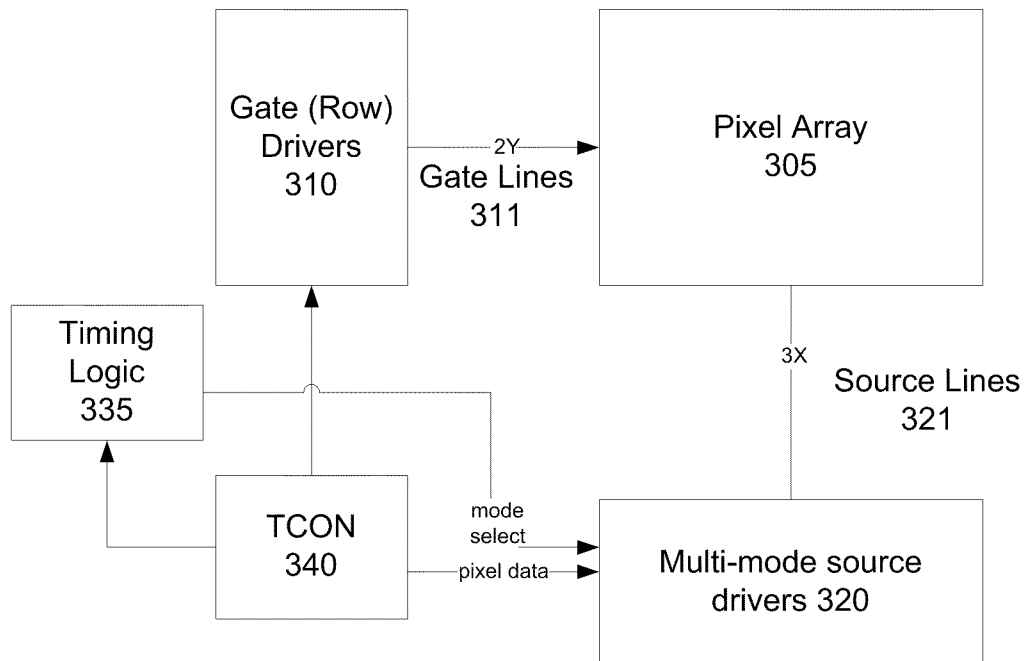 Gate (Row)
Drivers
310
2Y
Gate Lines
311
Pixel Array
305
Timing
Logic
335
3X
Source Lines
321
TCON
340
mode
select
pixel data
Multi-mode source
drivers 320